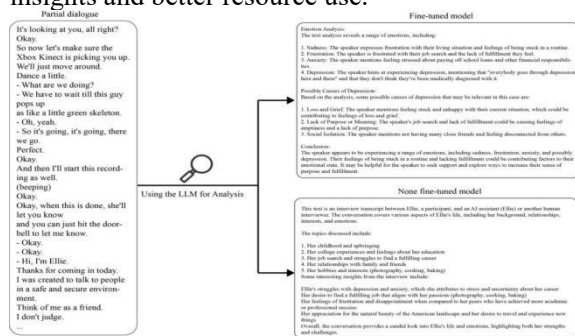 insights and better resource use.
Partial dialogue
It's looking at you, all right?
Okay.
So now let's make sure the
Xbox Kinect is picking you up.
We'll just move around.
Dance a little.
- What are we doing?
- We have to wait till this guy
pops up
as like a little green skeleton.
- Oh, yeah.
- So it's going, it's going, there
we go.
Perfect.
Okay.
And then I'll start this record-
ing as well.
(beeping)
Okay.
Okay, when this is done, she'll
let you know
and you can just hit the door-
bell to let me know.
- Okay.
- Okay.
- Hi, I'm Ellie.
Thanks for coming in today.
I was created to talk to people
in a safe and secure environ-
ment.
Think of me as a friend.
I don't judge.
...
Using the LLM for Analysis
Fine-tuned model
Emotion Analysis:
The text analysis reveals a range of emotions, including:
1. Sadness: The speaker expresses frustration with their living situation and feelings of being stuck in a routine.
2. Frustration: The speaker is frustrated with their job search and the lack of fulfillment they feel.
3. Anxiety: The speaker mentions feeling stressed about paying off school loans and other financial responsibili-
ties.
4. Depression: The speaker hints at experiencing depression, mentioning that "everybody goes through depression
here and there" and that they don't think they've been medically diagnosed with it.
Possible Causes of Depression:
Based on the analysis, some possible causes of depression that may be relevant in this case are:
1. Loss and Grief: The speaker mentions feeling stuck and unhappy with their current situation, which could be
contributing to feelings of loss and grief.
2. Lack of Purpose or Meaning: The speaker's job search and lack of fulfillment could be causing feelings of
emptiness and a lack of purpose.
3. Social Isolation: The speaker mentions not having many close friends and feeling disconnected from others.
Conclusion:
The speaker appears to be experiencing a range of emotions, including sadness, frustration, anxiety, and possibly
depression. Their feelings of being stuck in a routine and lacking fulfillment could be contributing factors to their
emotional state. It may be helpful for the speaker to seek support and explore ways to increase their sense of
purpose and fulfillment.
None fine-tuned model
This text is an interview transcript between Ellie, a participant, and an AI assistant (Ellie) or another human
interviewer. The conversation covers various aspects of Ellie's life, including her background, relationships,
interests, and emotions.
The topics discussed include:
1. Her childhood and upbringing
2. Her college experiences and feelings about her education
3. Her job search and struggles to find a fulfilling career
4. Her relationships with family and friends
5. Her hobbies and interests (photography, cooking, baking)
Some interesting insights from the interview include:
Ellie's struggles with depression and anxiety, which she attributes to stress and uncertainty about her career
Her desire to find a fulfilling job that aligns with her passion (photography, cooking, baking)
Her feelings of frustration and disappointment when compared to her peers who have achieved more academic
or professional success
Her appreciation for the natural beauty of the American landscape and her desire to travel and experience new
things
Overall, the conversation provides a candid look into Ellie's life and emotions, highlighting both her strengths
and challenges.